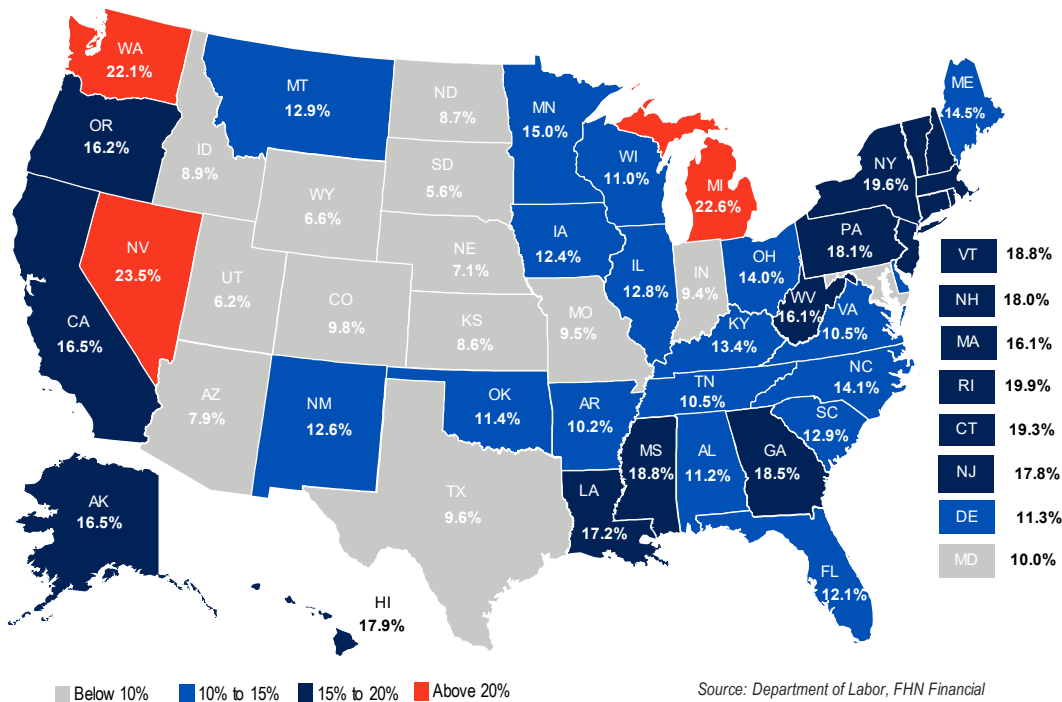 WA
22.1%
MT
12.9%
ND
8.7%
MN
15.0%
ME
14.5%
OR
16.2%
ID
8.9%
SD
5.6%
WI
11.0%
MI
22.6%
NY
19.6%
WY
6.6%
NV
23.5%
IA
12.4%
NE
7.1%
PA
18.1%
UT
6.2%
CO
9.8%
IL
12.8%
IN
9.4%
OH
14.0%
CA
16.5%
KS
8.6%
MO
9.5%
WV
16.1%
VA
10.5%
KY
13.4%
AZ
7.9%
NM
12.6%
OK
11.4%
AR
10.2%
TN
10.5%
NC
14.1%
SC
12.9%
MS
18.8%
AL
11.2%
GA
18.5%
TX
9.6%
LA
17.2%
FL
12.1%
AK
16.5%
HI
17.9%
VT 18.8%
NH 18.0%
MA 16.1%
RI 19.9%
CT 19.3%
NJ 17.8%
DE 11.3%
MD 10.0%
Below 10% 10% to 15% 15% to 20% Above 20%
Source: Department of Labor, FHN Financial